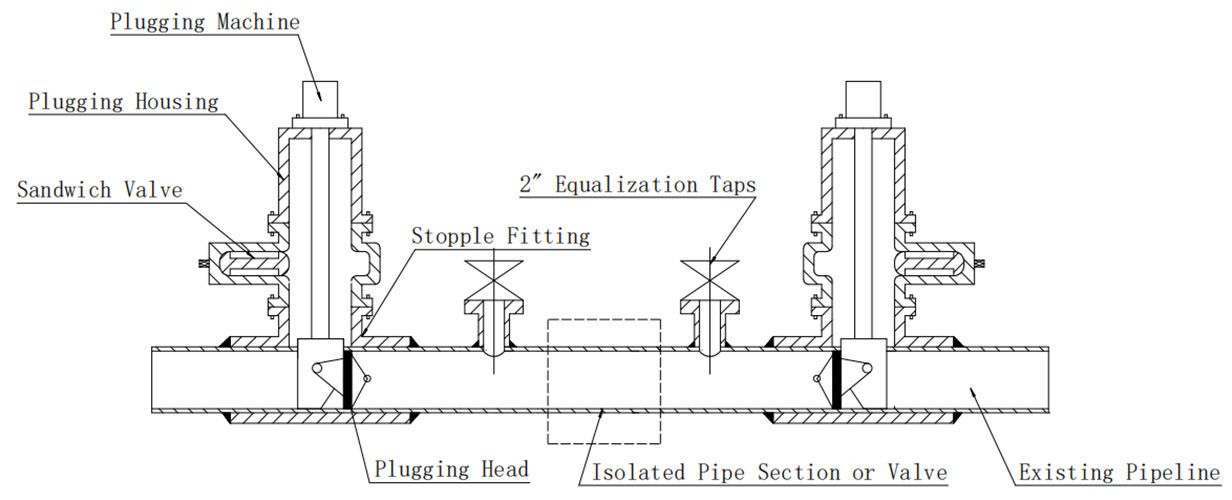 Plugging Machine
Plugging Housing
Sandwich Valve
2″ Equalization Taps
Stopple Fitting
Plugging Head
Isolated Pipe Section or Valve
Existing Pipeline